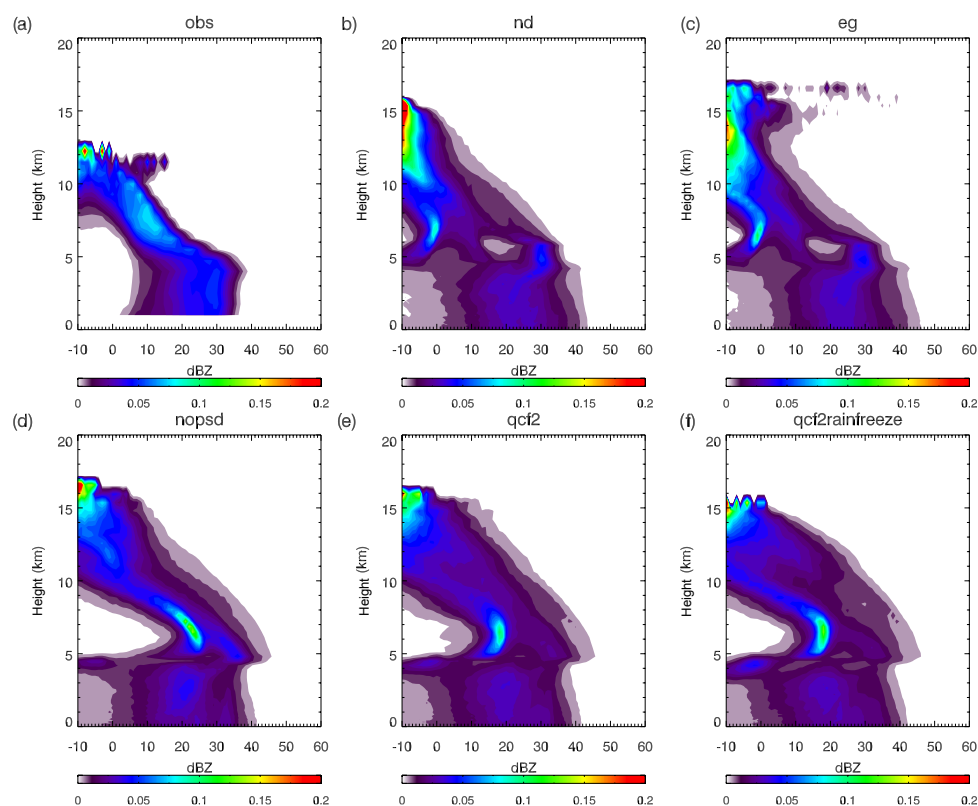 (a) obs b) nd (c) eg
20 20 20
15 15 15
Height (km) Height (km) Height (km)
10 10 10
5 5 5
0 0 0
-10 0 10 20 30 40 50 60 -10 0 10 20 30 40 50 60 -10 0 10 20 30 40 50 60
dBZ dBZ dBZ
0 0.05 0.1 0.15 0.2 0 0.05 0.1 0.15 0.2 0 0.05 0.1 0.15 0.2
(d) nopsd (e) qcf2 (f) qcf2rainfreeze
20 20 20
15 15 15
Height (km) Height (km) Height (km)
10 10 10
5 5 5
0 0 0
-10 0 10 20 30 40 50 60 -10 0 10 20 30 40 50 60 -10 0 10 20 30 40 50 60
dBZ dBZ dBZ
0 0.05 0.1 0.15 0.2 0 0.05 0.1 0.15 0.2 0 0.05 0.1 0.15 0.2